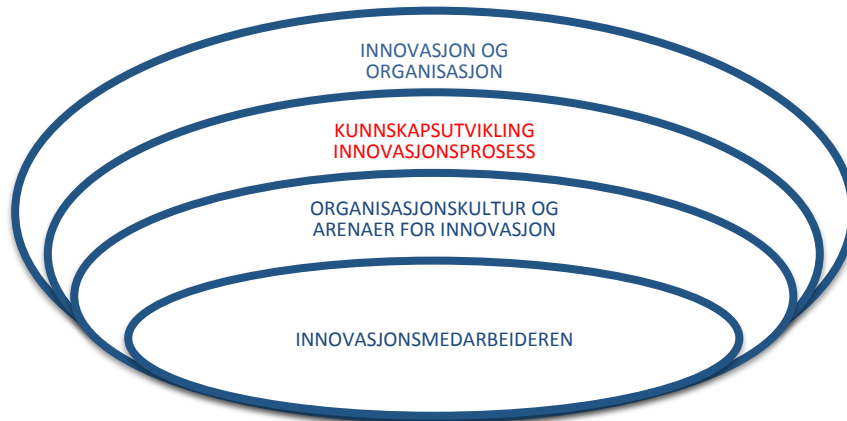 INNOVASJON OG
ORGANISASJON
KUNNSKAPSUTVIKLING
INNOVASJONSPROSESS
ORGANISASJONSKULTUR OG
ARENAER FOR INNOVASJON
INNOVASJONSMEDARBEIDEREN